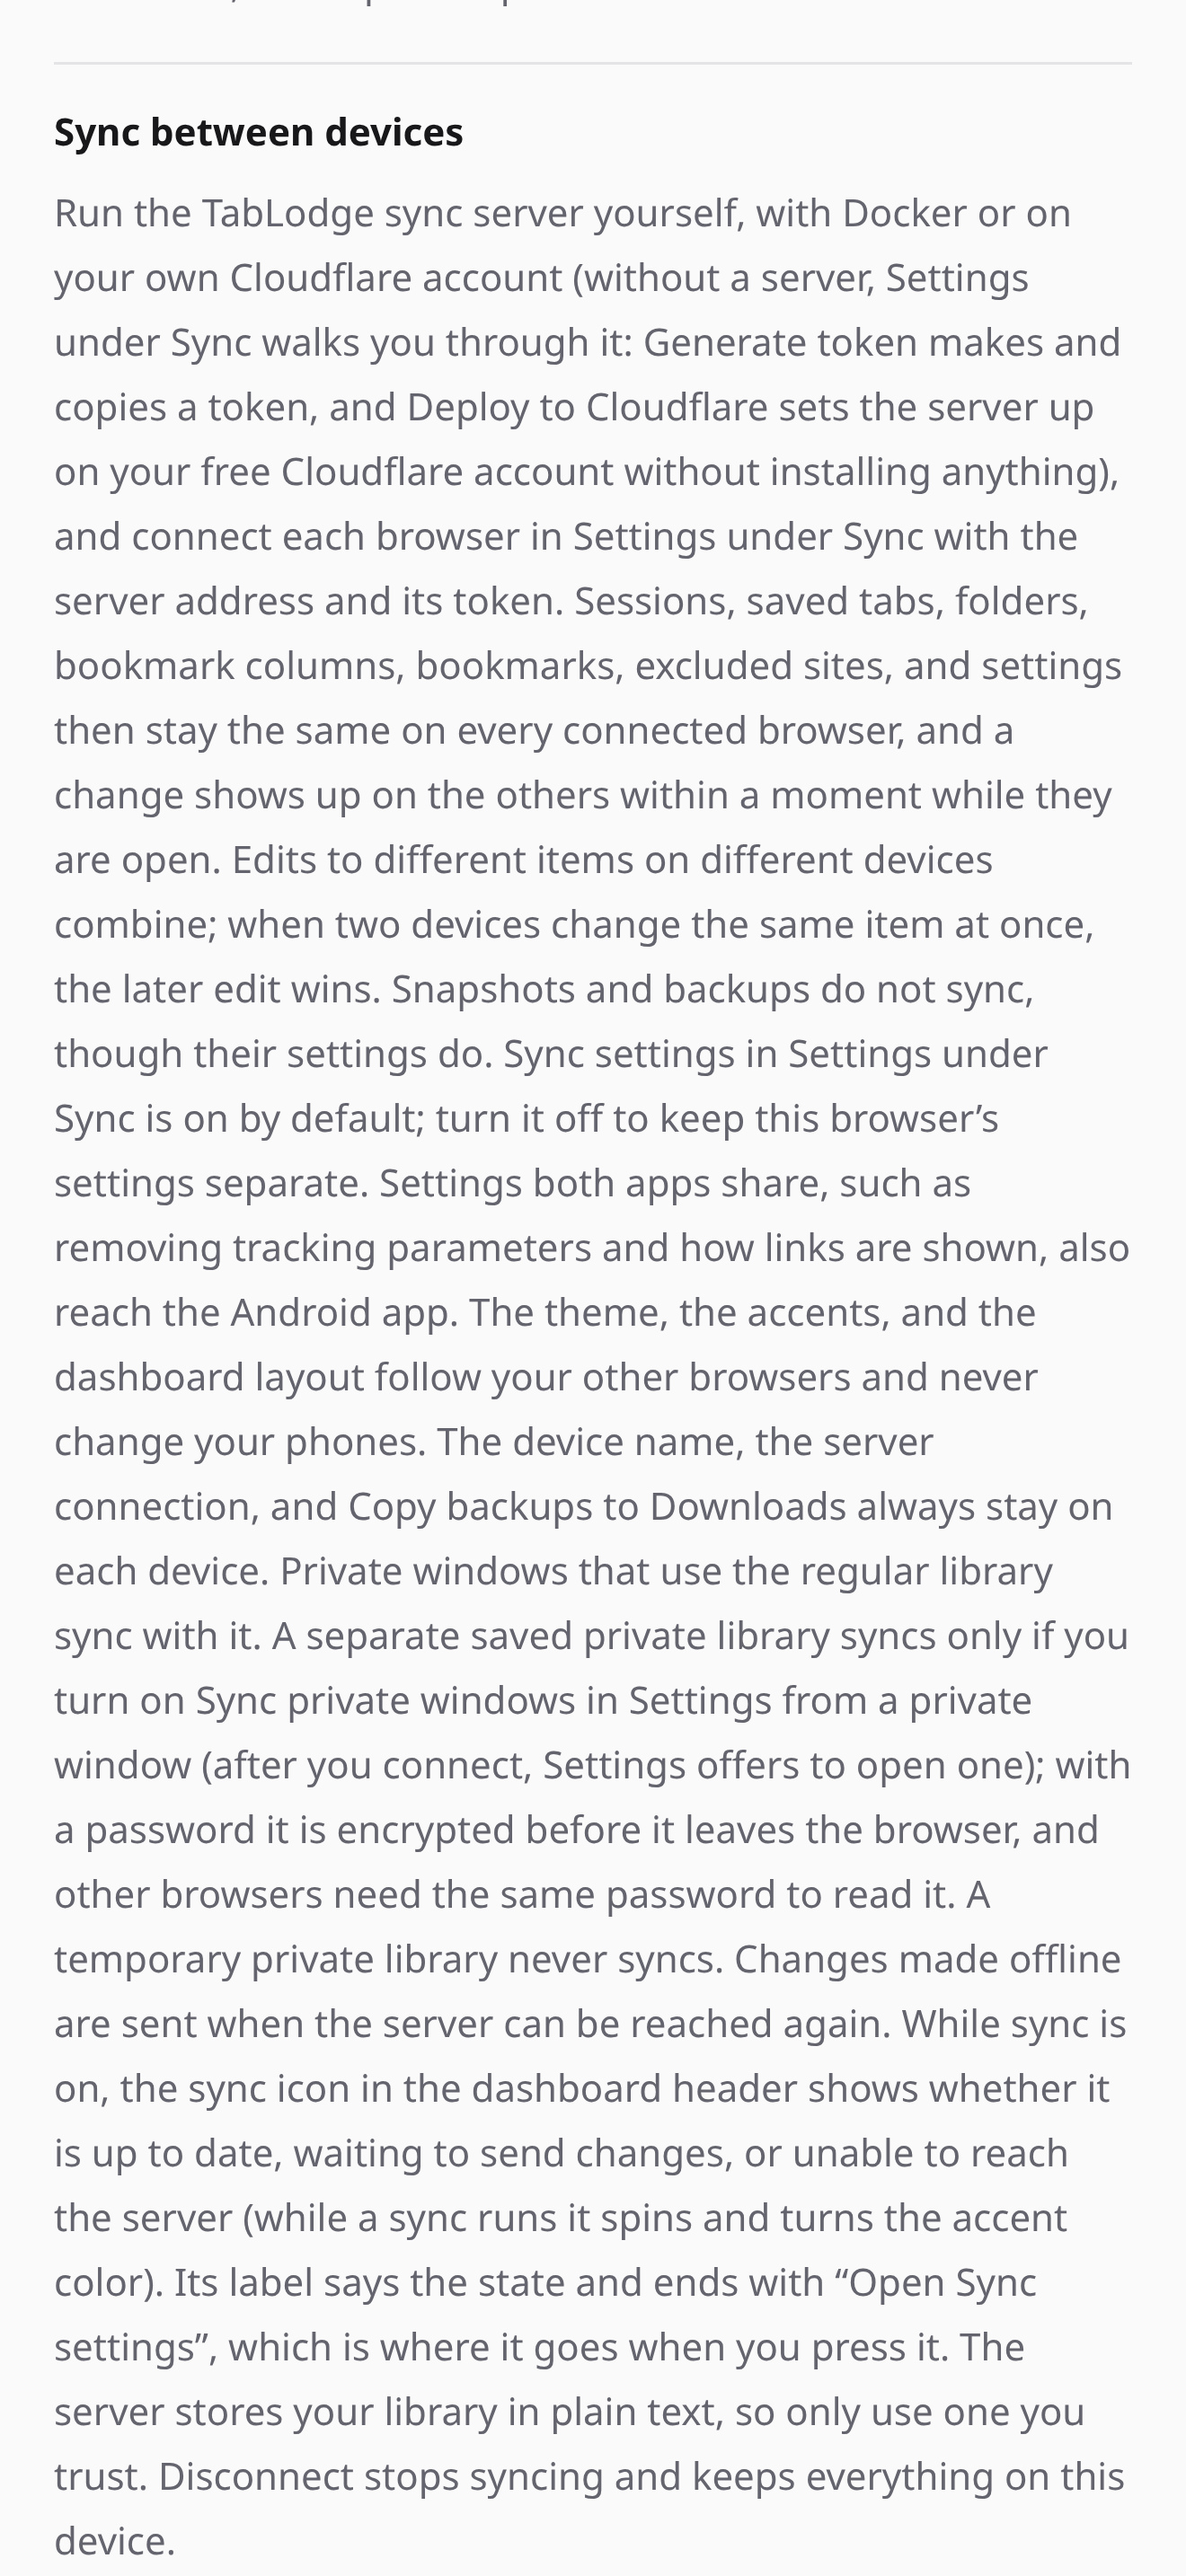 Sync between devices
Run the TabLodge sync server yourself, with Docker or on
your own Cloudflare account (without a server, Settings
under Sync walks you through it: Generate token makes and
copies a token, and Deploy to Cloudflare sets the server up
on your free Cloudflare account without installing anything),
and connect each browser in Settings under Sync with the
server address and its token. Sessions, saved tabs, folders,
bookmark columns, bookmarks, excluded sites, and settings
then stay the same on every connected browser, and a
change shows up on the others within a moment while they
are open. Edits to different items on different devices
combine; when two devices change the same item at once,
the later edit wins. Snapshots and backups do not sync,
though their settings do. Sync settings in Settings under
Sync is on by default; turn it off to keep this browser’s
settings separate. Settings both apps share, such as
removing tracking parameters and how links are shown, also
reach the Android app. The theme, the accents, and the
dashboard layout follow your other browsers and never
change your phones. The device name, the server
connection, and Copy backups to Downloads always stay on
each device. Private windows that use the regular library
sync with it. A separate saved private library syncs only if you
turn on Sync private windows in Settings from a private
window (after you connect, Settings offers to open one); with
a password it is encrypted before it leaves the browser, and
other browsers need the same password to read it. A
temporary private library never syncs. Changes made offline
are sent when the server can be reached again. While sync is
on, the sync icon in the dashboard header shows whether it
is up to date, waiting to send changes, or unable to reach
the server (while a sync runs it spins and turns the accent
color). Its label says the state and ends with “Open Sync
settings”, which is where it goes when you press it. The
server stores your library in plain text, so only use one you
trust. Disconnect stops syncing and keeps everything on this
device.